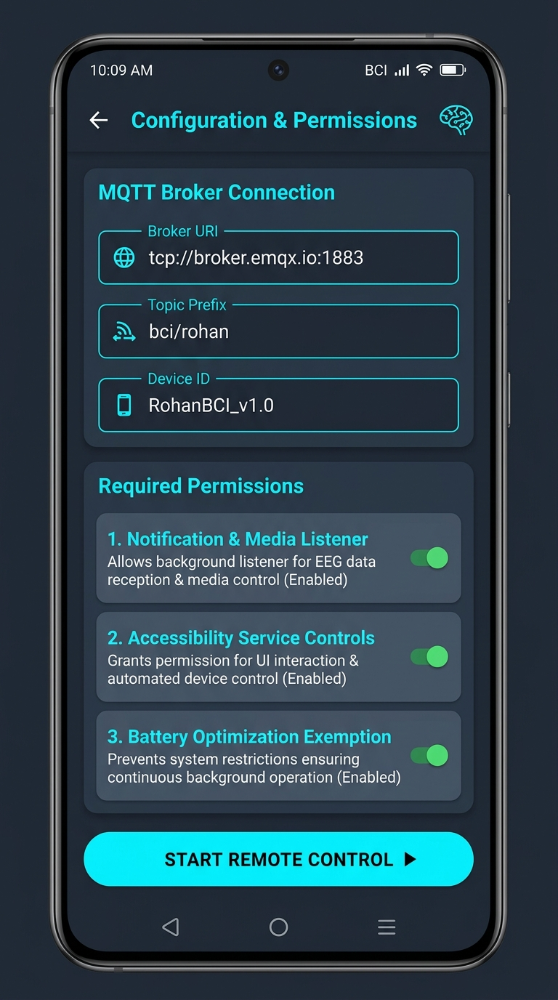 10:09 AM
BCI
Configuration & Permissions
MQTT Broker Connection
Broker URI
tcp://broker.emqx.io:1883
Topic Prefix
bci/rohan
Device ID
RohanBCI_v1.0
Required Permissions
1. Notification & Media Listener
Allows background listener for EEG data
reception & media control (Enabled)
2. Accessibility Service Controls
Grants permission for UI interaction &
automated device control (Enabled)
3. Battery Optimization Exemption
Prevents system restrictions ensuring
continuous background operation (Enabled)
START REMOTE CONTROL